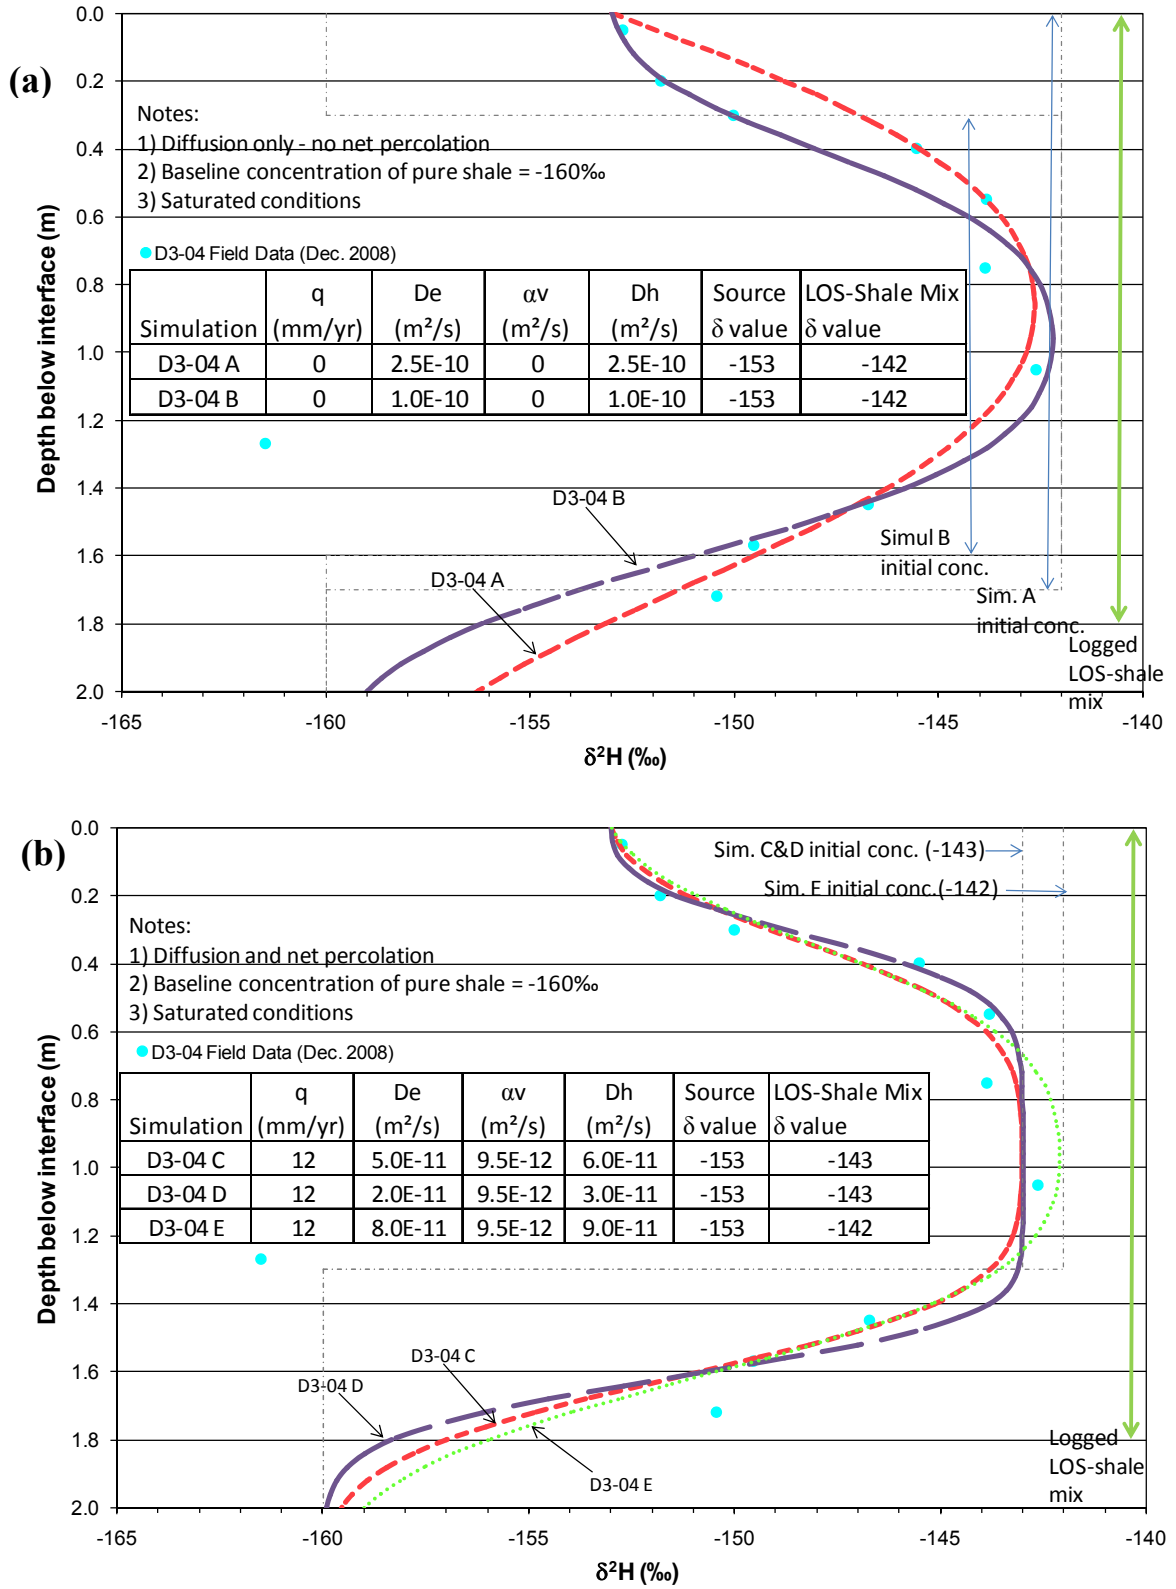 (a)
0.0
0.2
0.4
0.6
0.8
1.0
1.2
1.4
1.6
1.8
2.0
Depth below interface (m)
Notes:
1) Diffusion only - no net percolation
2) Baseline concentration of pure shale = -160‰
3) Saturated conditions
D3-04 Field Data (Dec. 2008)
Simulation q (mm/yr) De (m²/s) αv (m²/s) Dh (m²/s) Source δ value LOS-Shale Mix δ value
D3-04 A 0 2.5E-10 0 2.5E-10 -153 -142
D3-04 B 0 1.0E-10 0 1.0E-10 -153 -142
D3-04 B
D3-04 A
Simul B
initial conc.
Sim. A
initial conc.
Logged
LOS-shale
mix
-165 -160 -155 -150 -145 -140
δ²H (‰)
(b)
0.0
0.2
0.4
0.6
0.8
1.0
1.2
1.4
1.6
1.8
2.0
Depth below interface (m)
Sim. C&D initial conc. (-143)
Sim. E initial conc.(-142)
Notes:
1) Diffusion and net percolation
2) Baseline concentration of pure shale = -160‰
3) Saturated conditions
D3-04 Field Data (Dec. 2008)
Simulation q (mm/yr) De (m²/s) αv (m²/s) Dh (m²/s) Source δ value LOS-Shale Mix δ value
D3-04 C 12 5.0E-11 9.5E-12 6.0E-11 -153 -143
D3-04 D 12 2.0E-11 9.5E-12 3.0E-11 -153 -143
D3-04 E 12 8.0E-11 9.5E-12 9.0E-11 -153 -142
D3-04 C
D3-04 D
D3-04 E
Logged
LOS-shale
mix
-165 -160 -155 -150 -145 -140
δ²H (‰)